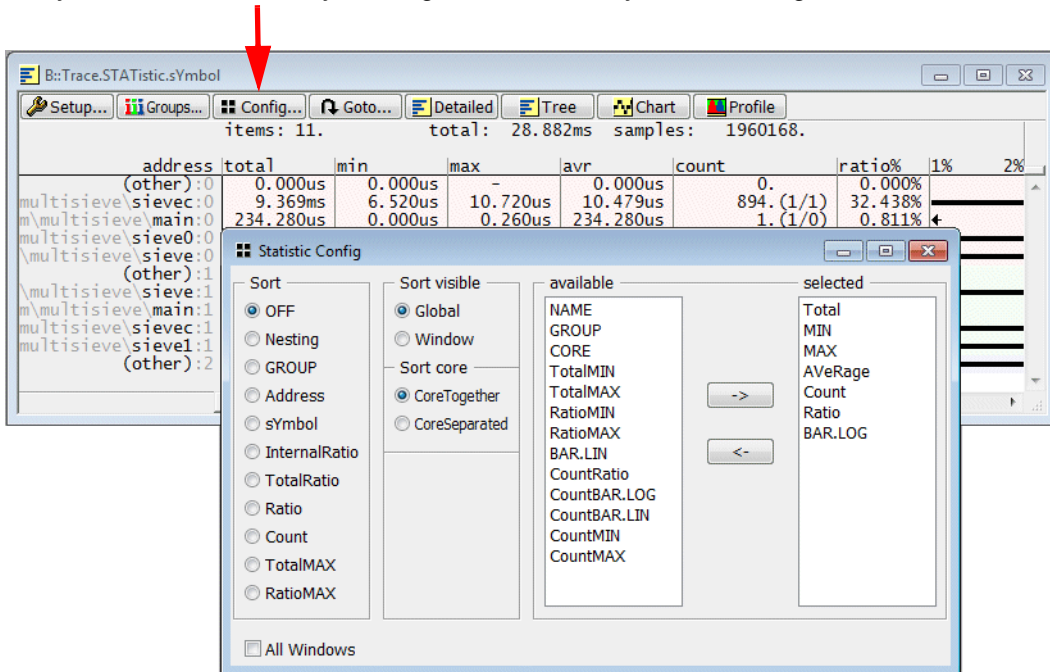 B::Trace.STATistic.sYmbol
Setup... Groups... Config... Goto... Detailed Tree Chart Profile
items: 11. total: 28.882ms samples: 1960168.
address total min max avr count ratio% 1% 2%
(other):0 0.000us 0.000us - 0.000us 0. 0.000%
multisieve\sievec:0 9.369ms 6.520us 10.720us 10.479us 894.(1/1) 32.438%
m\multisieve\main:0 234.280us 0.000us 0.260us 234.280us 1.(1/0) 0.811%
multisieve\sieve0:0
\multisieve\sieve:0
(other):1
\multisieve\sieve:1
m\multisieve\main:1
multisieve\sievec:1
multisieve\sieve1:1
(other):2
Statistic Config
Sort Sort visible available selected
OFF Global NAME Total
Nesting Window GROUP MIN
GROUP Sort core CORE MAX
Address CoreTogether TotalMIN AVeRage
sYmbol CoreSeparated TotalMAX Count
InternalRatio RatioMIN Ratio
TotalRatio RatioMAX BAR.LOG
Ratio BAR.LIN
Count CountRatio
TotalMAX CountBAR.LOG
RatioMAX CountBAR.LIN
CountMIN
CountMAX
->
<-
All Windows